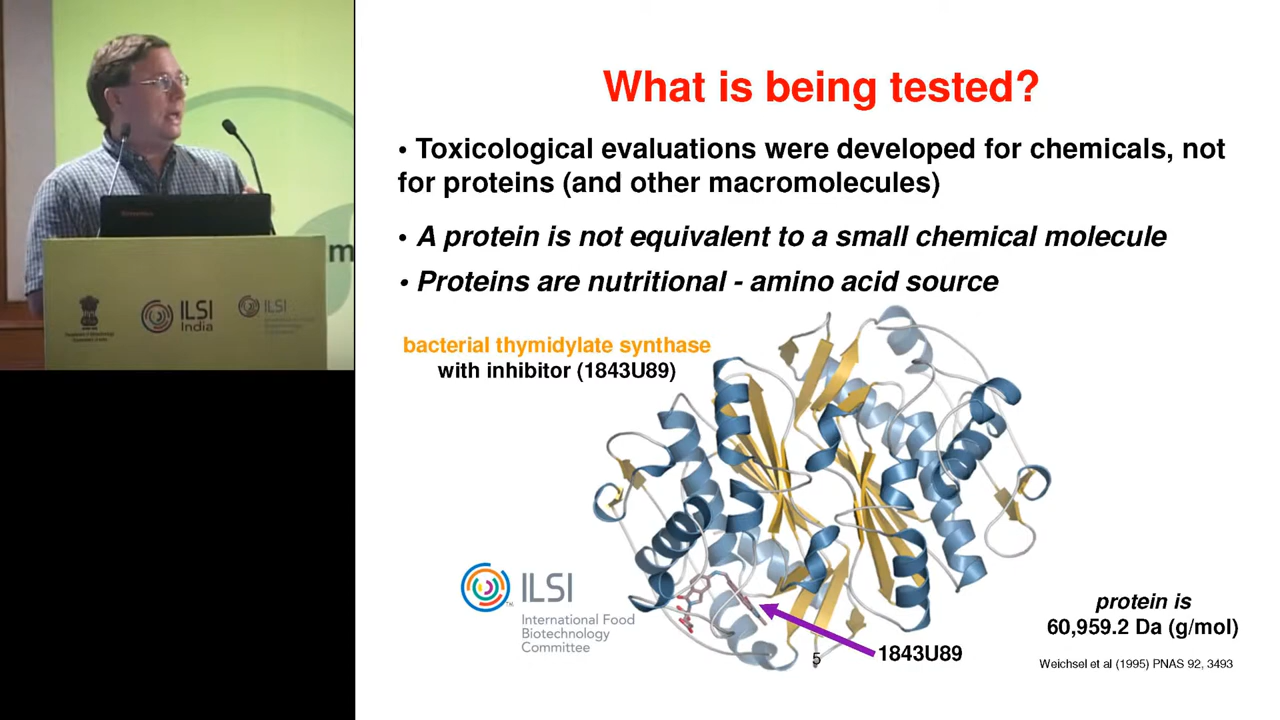 What is being tested?
• Toxicological evaluations were developed for chemicals, not
for proteins (and other macromolecules)
• A protein is not equivalent to a small chemical molecule
• Proteins are nutritional - amino acid source
bacterial thymidylate synthase
with inhibitor (1843U89)
ILSI
India
ILSI
m
ILSI
TM
International Food
Biotechnology
Committee
5
1843U89
protein is
60,959.2 Da (g/mol)
Weichsel et al (1995) PNAS 92, 3493